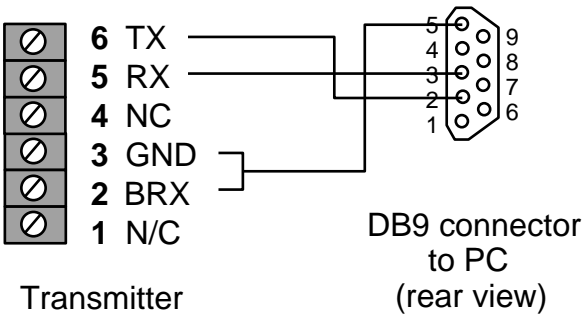 6 TX
5 RX
4 NC
3 GND
2 BRX
1 N/C
Transmitter
5
4
3
2
1
9
8
7
6
DB9 connector
to PC
(rear view)